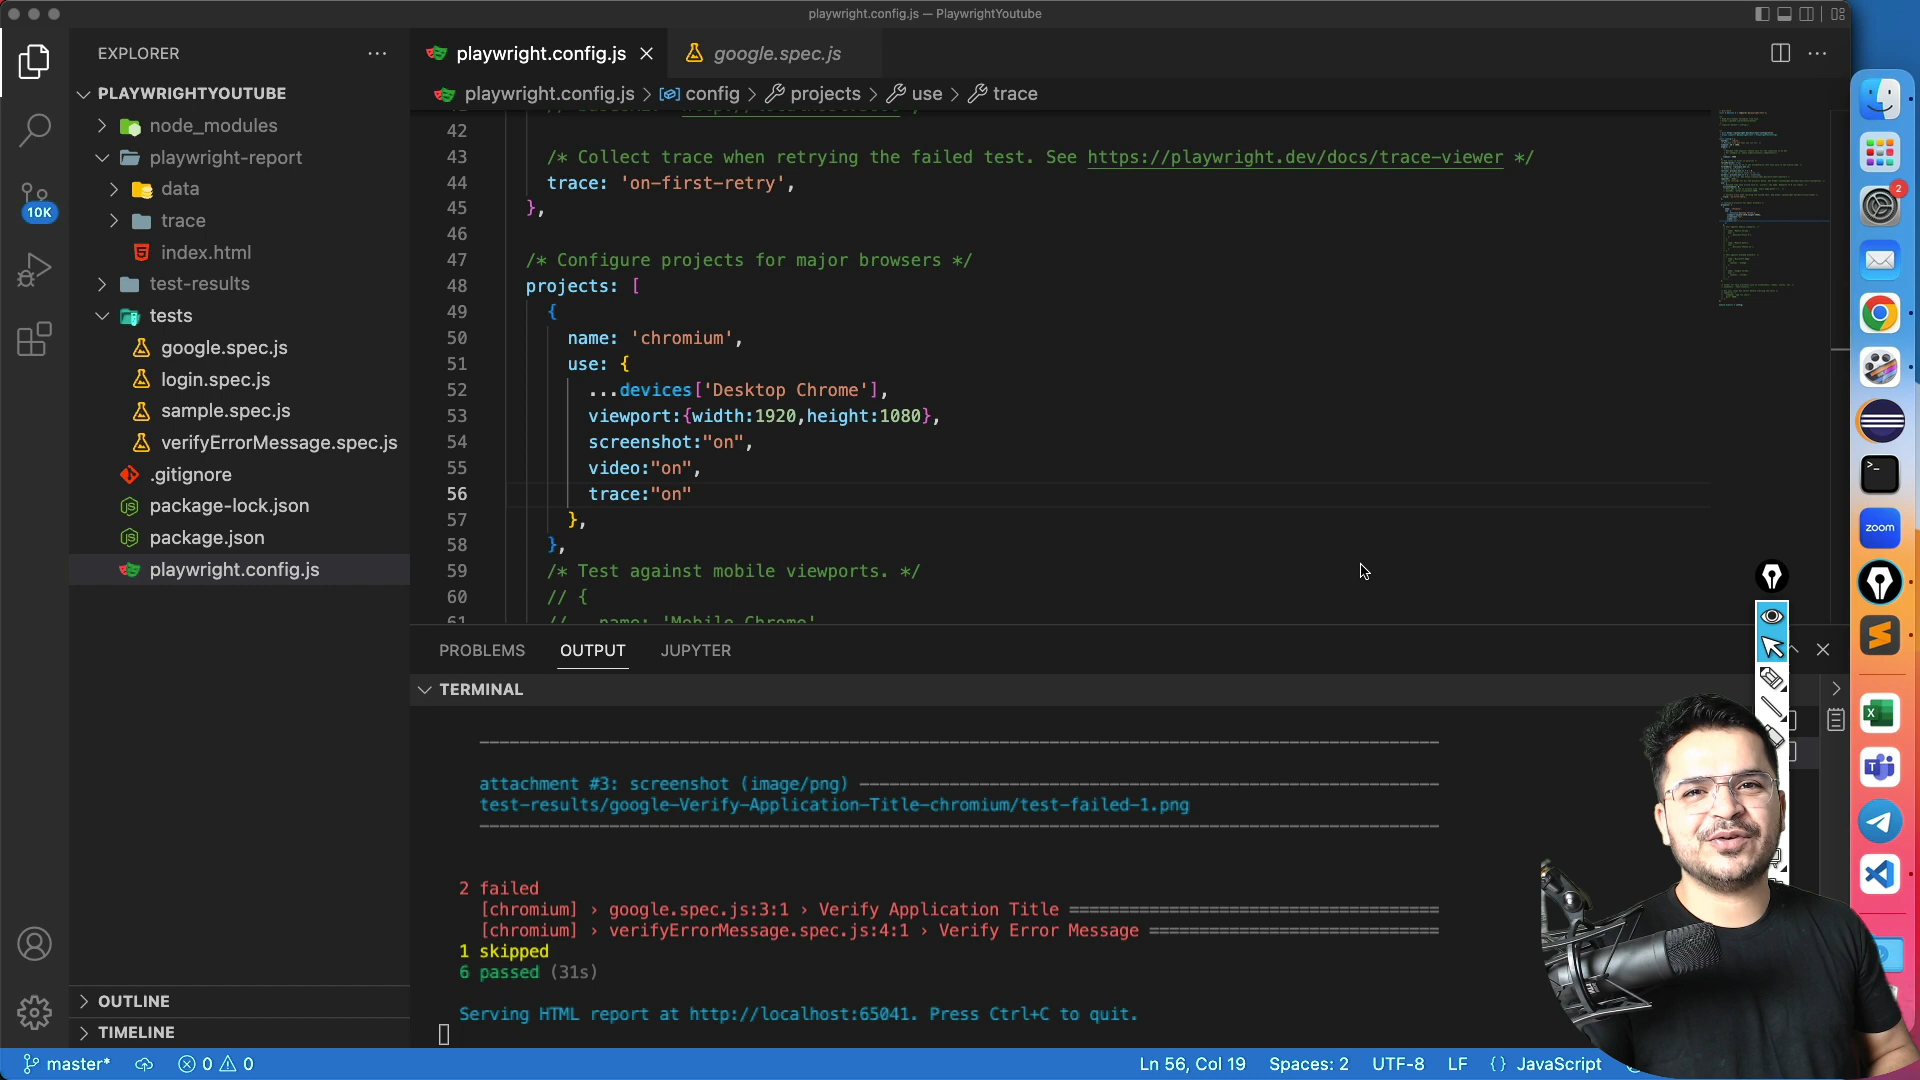 playwright.config.js — PlaywrightYoutube
EXPLORER
PLAYWRIGHTYOUTUBE
node_modules
playwright-report
data
trace
index.html
test-results
tests
google.spec.js
login.spec.js
sample.spec.js
verifyErrorMessage.spec.js
.gitignore
package-lock.json
package.json
playwright.config.js
OUTLINE
TIMELINE
10K
playwright.config.js
google.spec.js
playwright.config.js > config > projects > use > trace
42
43 /* Collect trace when retrying the failed test. See https://playwright.dev/docs/trace-viewer */
44 trace: 'on-first-retry',
45 },
46
47 /* Configure projects for major browsers */
48 projects: [
49 {
50 name: 'chromium',
51 use: {
52 ...devices['Desktop Chrome'],
53 viewport:{width:1920,height:1080},
54 screenshot:"on",
55 video:"on",
56 trace:"on"
57 },
58 },
59 /* Test against mobile viewports. */
60 // {
61 // name: 'Mobile Chrome'
PROBLEMS OUTPUT JUPYTER
TERMINAL
attachment #3: screenshot (image/png)
test-results/google-Verify-Application-Title-chromium/test-failed-1.png
2 failed
[chromium] › google.spec.js:3:1 › Verify Application Title
[chromium] › verifyErrorMessage.spec.js:4:1 › Verify Error Message
1 skipped
6 passed (31s)
Serving HTML report at http://localhost:65041. Press Ctrl+C to quit.
master* 0 0
Ln 56, Col 19 Spaces: 2 UTF-8 LF {} JavaScript
2
zoom